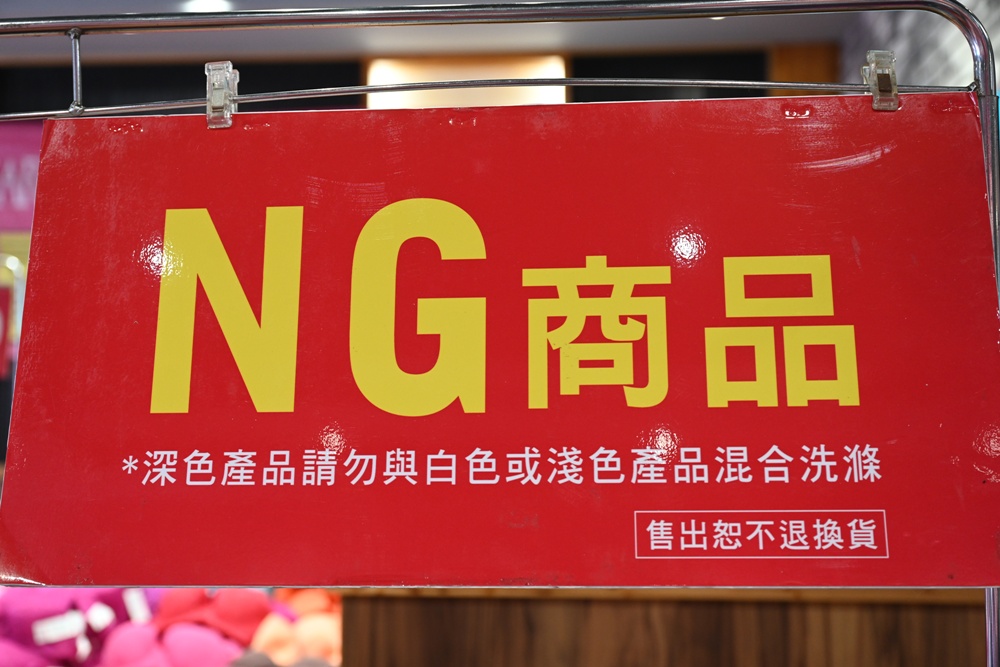 NG商品
*深色產品請勿與白色或淺色產品混合洗滌
售出恕不退換貨